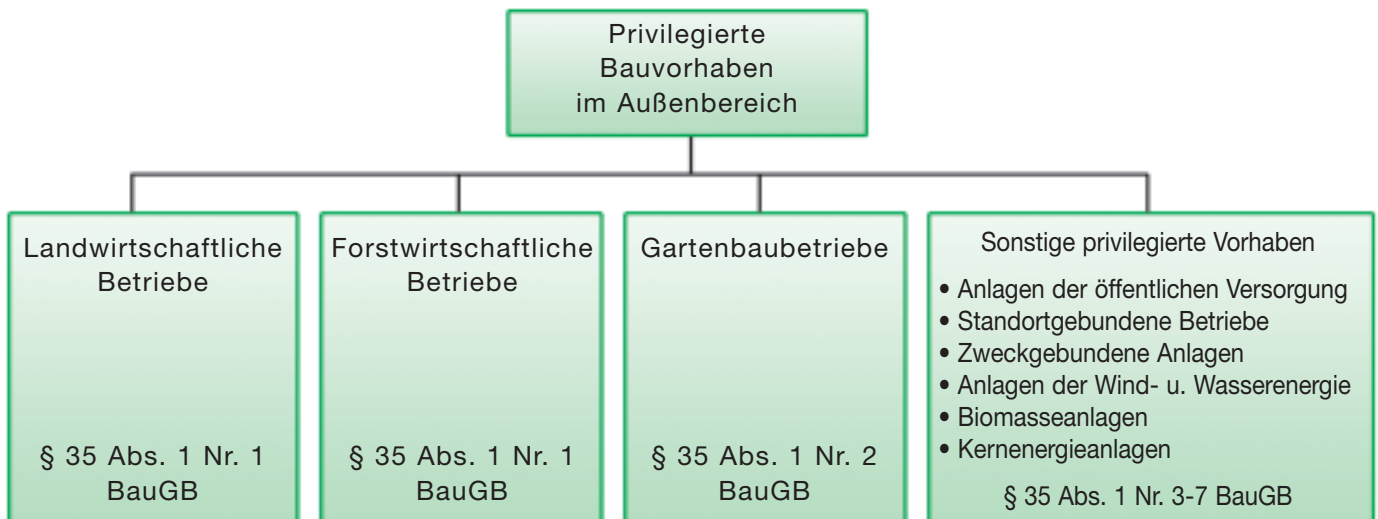 Privilegierte
Bauvorhaben
im Außenbereich
Landwirtschaftliche
Betriebe
§ 35 Abs. 1 Nr. 1
BauGB
Forstwirtschaftliche
Betriebe
§ 35 Abs. 1 Nr. 1
BauGB
Gartenbaubetriebe
§ 35 Abs. 1 Nr. 2
BauGB
Sonstige privilegierte Vorhaben
• Anlagen der öffentlichen Versorgung
• Standortgebundene Betriebe
• Zweckgebundene Anlagen
• Anlagen der Wind- u. Wasserenergie
• Biomasseanlagen
• Kernenergieanlagen
§ 35 Abs. 1 Nr. 3-7 BauGB